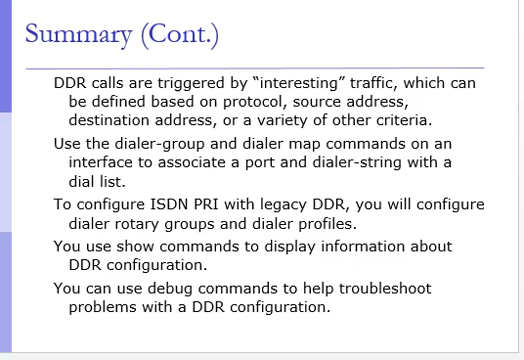 Summary (Cont.)
DDR calls are triggered by “interesting” traffic, which can
be defined based on protocol, source address,
destination address, or a variety of other criteria.
Use the dialer-group and dialer map commands on an
interface to associate a port and dialer-string with a
dial list.
To configure ISDN PRI with legacy DDR, you will configure
dialer rotary groups and dialer profiles.
You use show commands to display information about
DDR configuration.
You can use debug commands to help troubleshoot
problems with a DDR configuration.